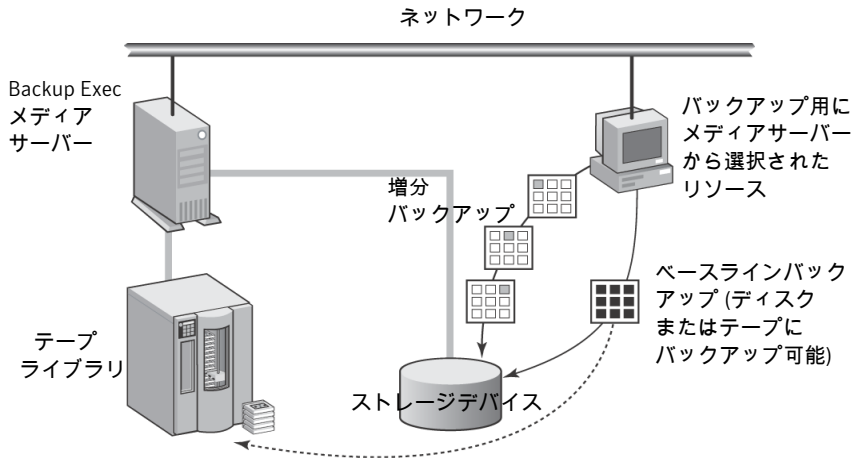 ネットワーク
Backup Exec
メディア
サーバー
バックアップ用に
メディアサーバー
から選択された
リソース
増分
バックアップ
ベースラインバック
アップ (ディスク
またはテープに
バックアップ可能)
テープ
ライブラリ
ストレージデバイス